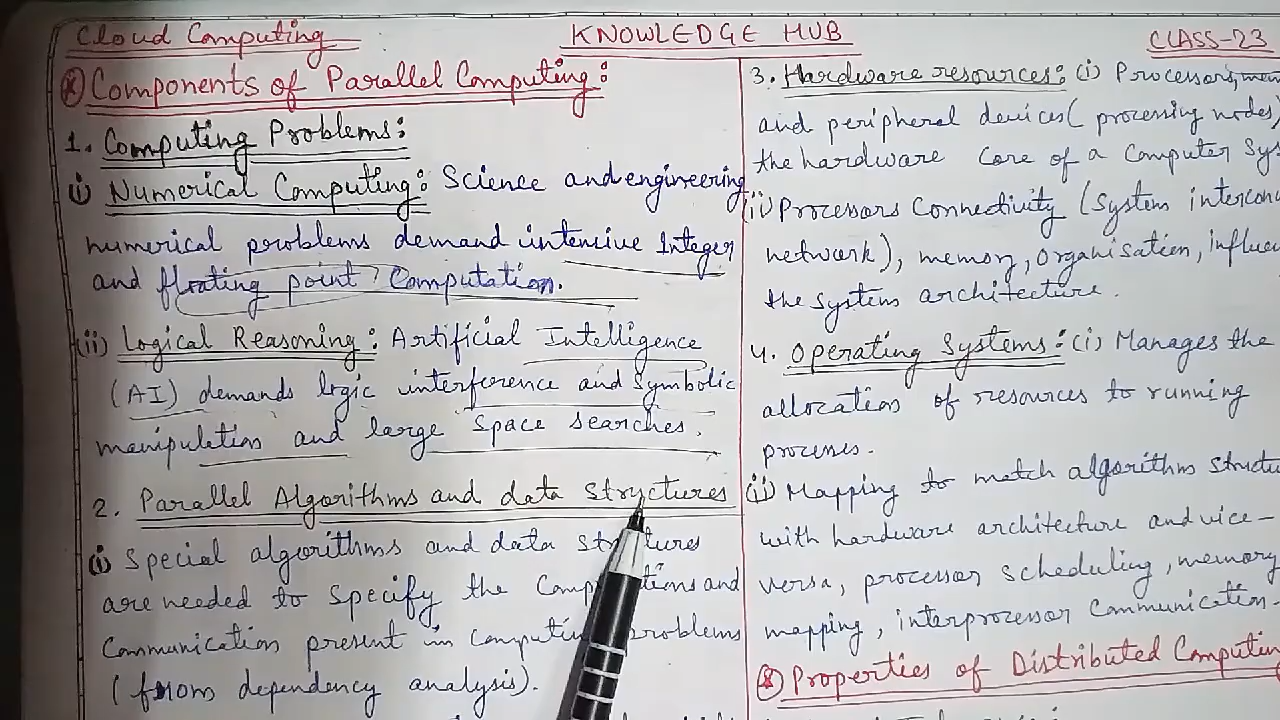 Cloud Computing
KNOWLEDGE HUB
CLASS-23
Components of Parallel Computing:
1. Computing Problems:
(i) Numerical Computing: Science and engineering
numerical problems demand intencive Integer
and floating point Computation.
(ii) Logical Reasoning: Artificial Intelligence
(AI) demands logic interference and Symbolic
manipulation and large Space Searches.
2. Parallel Algorithms and data Structures
(i) Special algorithms and data
are needed to Specify the and
Communication present in problems
(from dependency analysis).
3. Hardware resources: (i) Processors,
and peripheral devices (processing nodes)
the hardware Core of a Computer
(ii) Processors Connectivity (System
network), memory, Organisation,
the System architecture.
4. Operating Systems: (i) Manages the
allocation of resources to running
processes.
(ii) Mapping to match algorithms
with hardware architecture and vice-
versa, processor Scheduling, memory
mapping, interprocessor Communication
Properties of Distributed